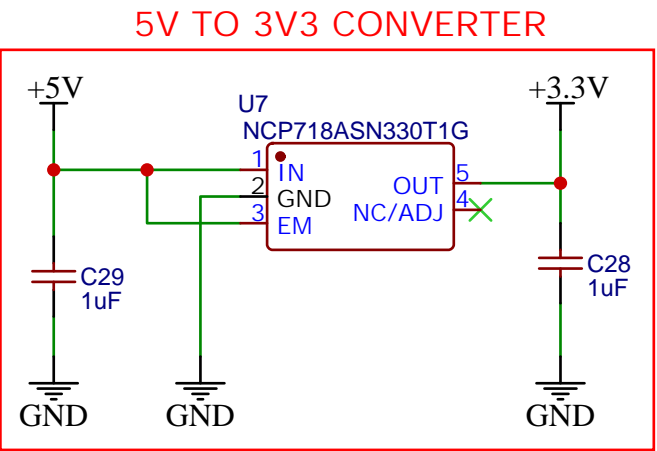 5V TO 3V3 CONVERTER
+5V
+3.3V
U7
NCP718ASN330T1G
1
IN
2
GND
3
EM
OUT
5
NC/ADJ
4
C29
1uF
C28
1uF
GND
GND
GND